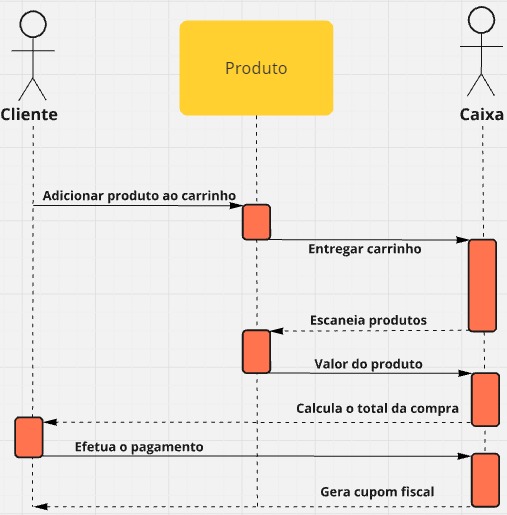 Produto
Cliente
Caixa
Adicionar produto ao carrinho
Entregar carrinho
Escaneia produtos
Valor do produto
Calcula o total da compra
Efetua o pagamento
Gera cupom fiscal